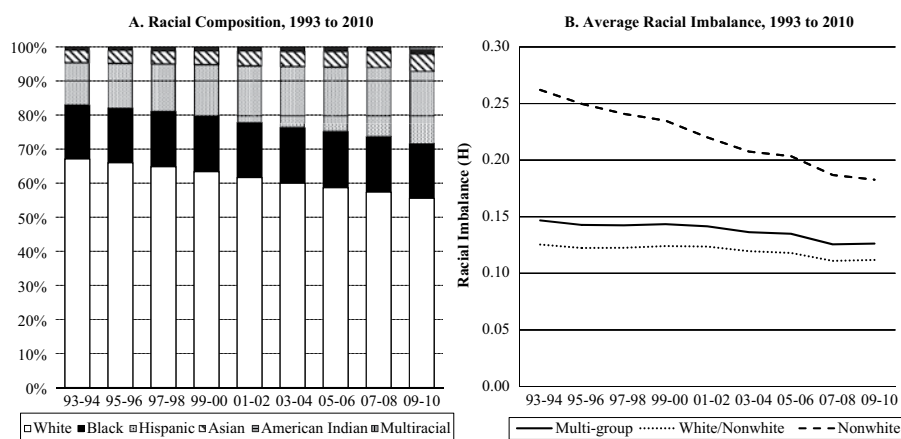 A. Racial Composition, 1993 to 2010
100%
90%
80%
70%
60%
50%
40%
30%
20%
10%
0%
93-94 95-96 97-98 99-00 01-02 03-04 05-06 07-08 09-10
White Black Hispanic Asian American Indian Multiracial
B. Average Racial Imbalance, 1993 to 2010
Racial Imbalance (H)
0.30
0.25
0.20
0.15
0.10
0.05
0.00
93-94 95-96 97-98 99-00 01-02 03-04 05-06 07-08 09-10
Multi-group White/Nonwhite Nonwhite